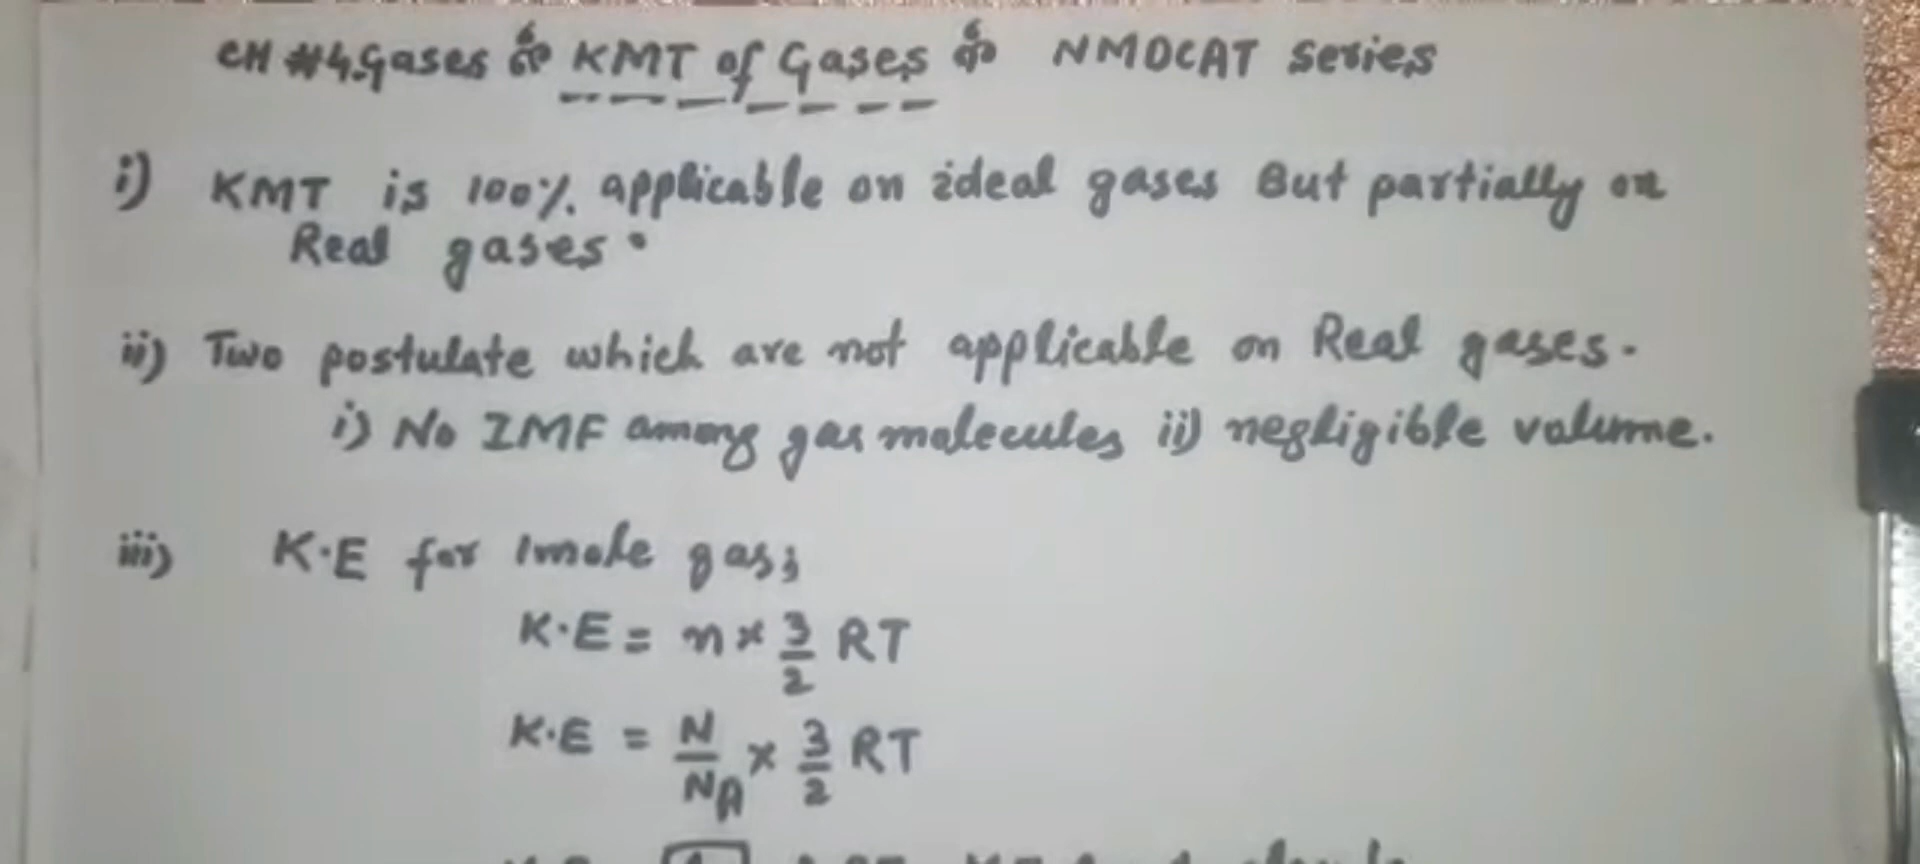 CH #4. Gases KMT of Gases NMDCAT series
i) KMT is 100% applicable on ideal gases But partially on
Real gases.
ii) Two postulate which are not applicable on Real gases.
i) No IMF among gas molecules ii) negligible volume.
iii) K.E for 1mole gas;
K.E = n × 3/2 RT
K.E = N/NA × 3/2 RT